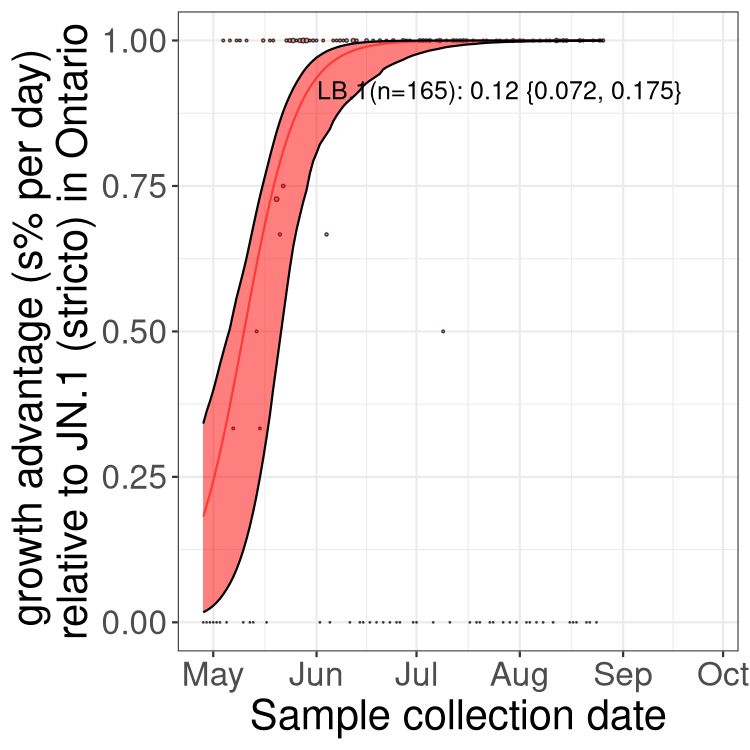 growth advantage (s% per day)
relative to JN.1 (stricto) in Ontario
1.00
0.75
0.50
0.25
0.00
LB.1(n=165): 0.12 {0.072, 0.175}
May Jun Jul Aug Sep Oct
Sample collection date